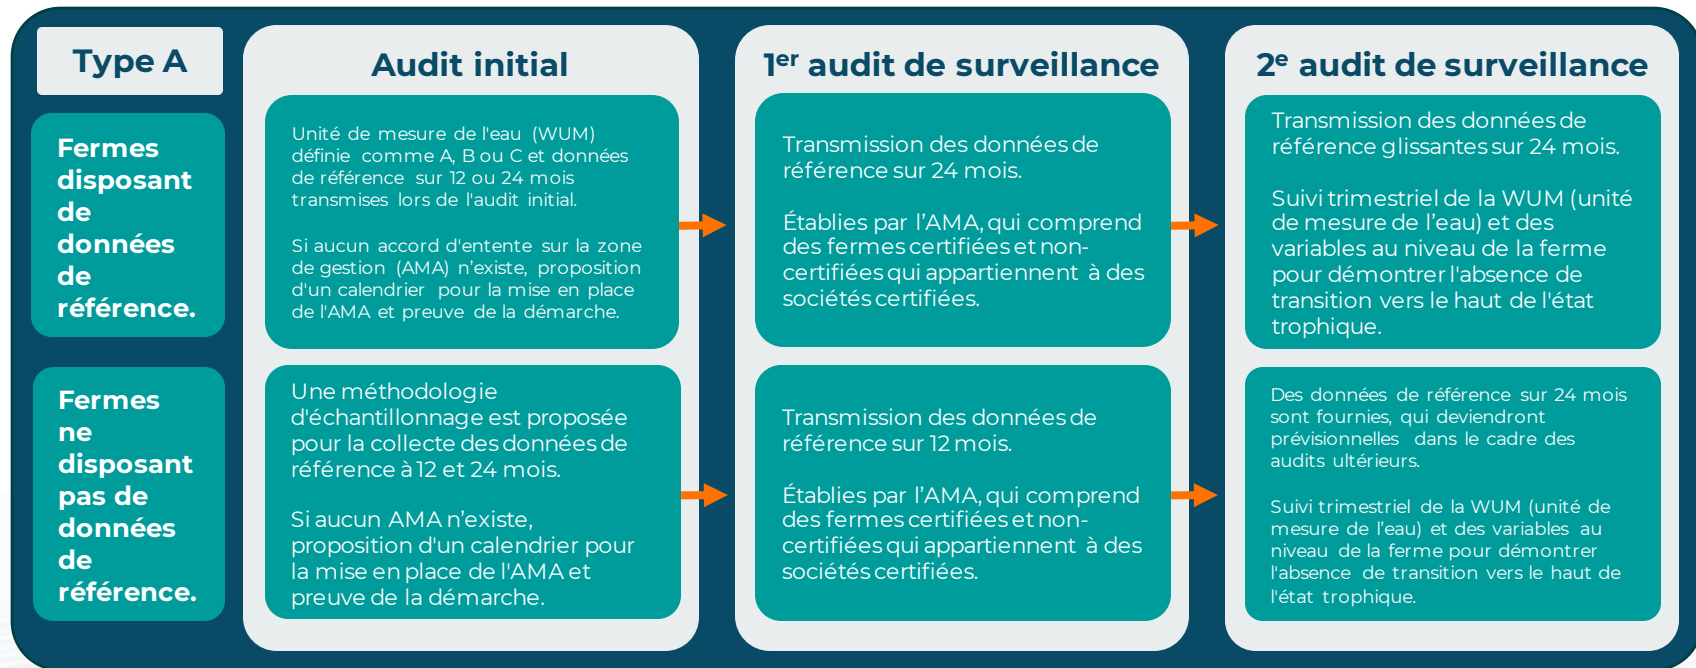 Type A
Audit initial
1er audit de surveillance
2e audit de surveillance
Fermes
disposant
de
données
de
référence.
Unité de mesure de l'eau (WUM)
définie comme A, B ou C et données
de référence sur 12 ou 24 mois
transmises lors de l'audit initial.
Si aucun accord d'entente sur la zone
de gestion (AMA) n’existe, proposition
d'un calendrier pour la mise en place
de l'AMA et preuve de la démarche.
Transmission des données de
référence sur 24 mois.
Établies par l’AMA, qui comprend
des fermes certifiées et non-
certifiées qui appartiennent à des
sociétés certifiées.
Transmission des données de
référence glissantes sur 24 mois.
Suivi trimestriel de la WUM (unité
de mesure de l’eau) et des
variables au niveau de la ferme
pour démontrer l'absence de
transition vers le haut de l'état
trophique.
Fermes
ne
disposant
pas de
données
de
référence.
Une méthodologie
d'échantillonnage est proposée
pour la collecte des données de
référence à 12 et 24 mois.
Si aucun AMA n’existe,
proposition d'un calendrier pour
la mise en place de l'AMA et
preuve de la démarche.
Transmission des données de
référence sur 12 mois.
Établies par l’AMA, qui comprend
des fermes certifiées et non-
certifiées qui appartiennent à des
sociétés certifiées.
Des données de référence sur 24 mois
sont fournies, qui deviendront
prévisionnelles dans le cadre des
audits ultérieurs.
Suivi trimestriel de la WUM (unité de
mesure de l’eau) et des variables au
niveau de la ferme pour démontrer
l'absence de transition vers le haut de
l'état trophique.